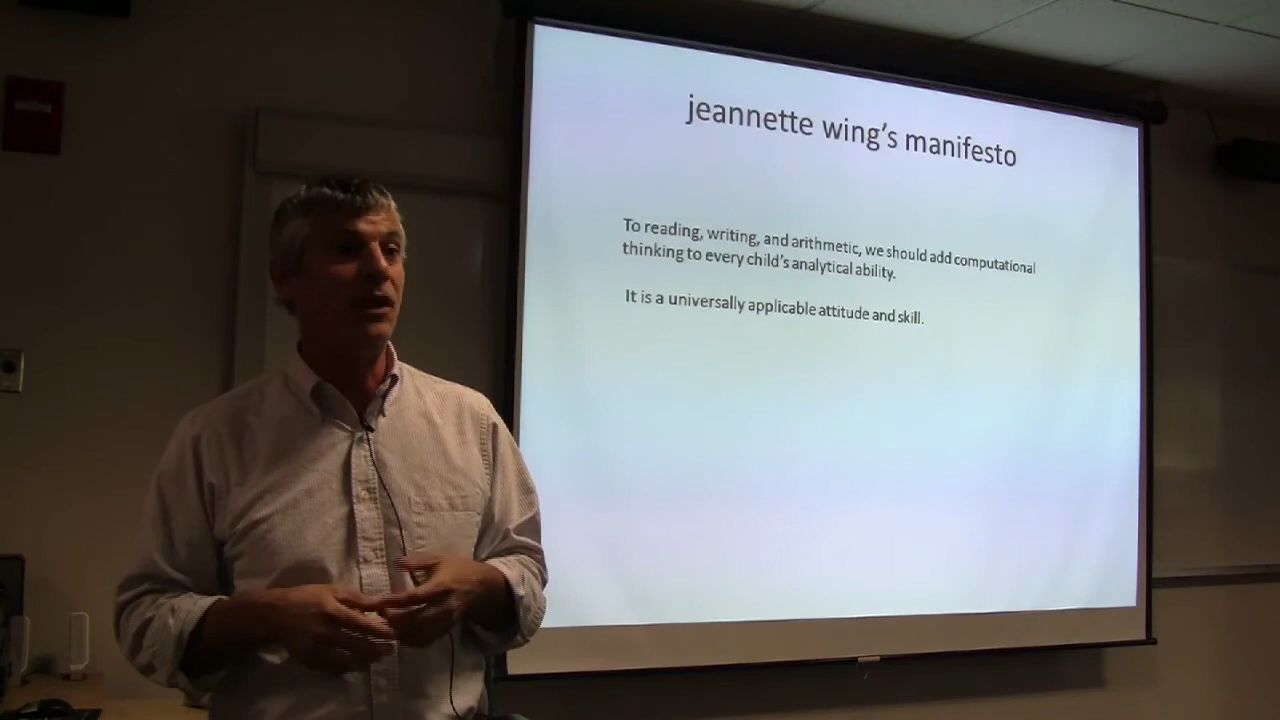 jeannette wing's manifesto
To reading, writing, and arithmetic, we should add computational
thinking to every child's analytical ability.
It is a universally applicable attitude and skill.